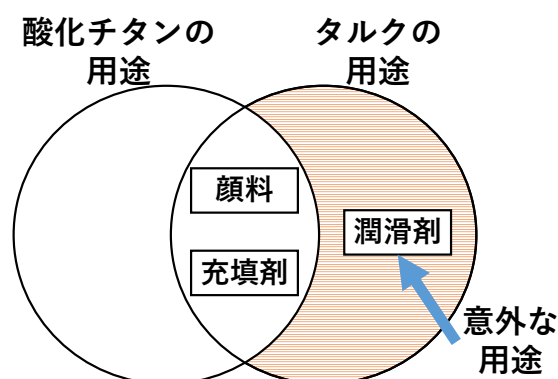 酸化チタンの
用途
タルクの
用途
顔料
充填剤
潤滑剤
意外な
用途